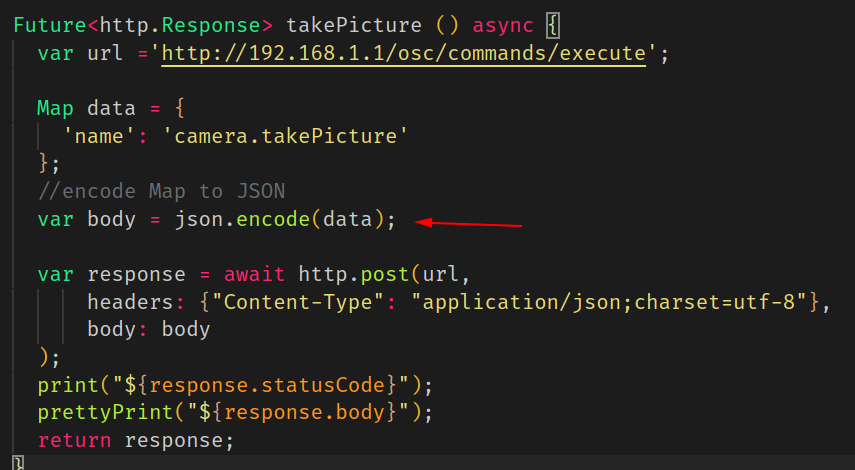 Future<http.Response> takePicture () async {
  var url ='http://192.168.1.1/osc/commands/execute';
  Map data = {
    'name': 'camera.takePicture'
  };
  //encode Map to JSON
  var body = json.encode(data);
  var response = await http.post(url,
      headers: {"Content-Type": "application/json;charset=utf-8"},
      body: body
  );
  print("${response.statusCode}");
  prettyPrint("${response.body}");
  return response;
}